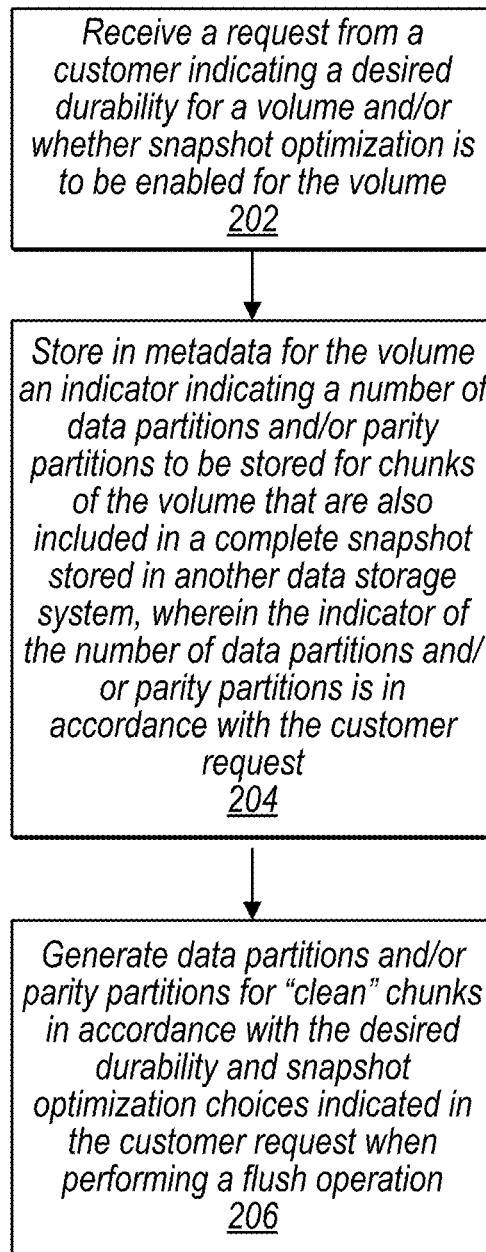 Receive a request from a
customer indicating a desired
durability for a volume and/or
whether snapshot optimization is
to be enabled for the volume
202
Store in metadata for the volume
an indicator indicating a number of
data partitions and/or parity
partitions to be stored for chunks
of the volume that are also
included in a complete snapshot
stored in another data storage
system, wherein the indicator of
the number of data partitions and/
or parity partitions is in
accordance with the customer
request
204
Generate data partitions and/or
parity partitions for “clean” chunks
in accordance with the desired
durability and snapshot
optimization choices indicated in
the customer request when
performing a flush operation
206